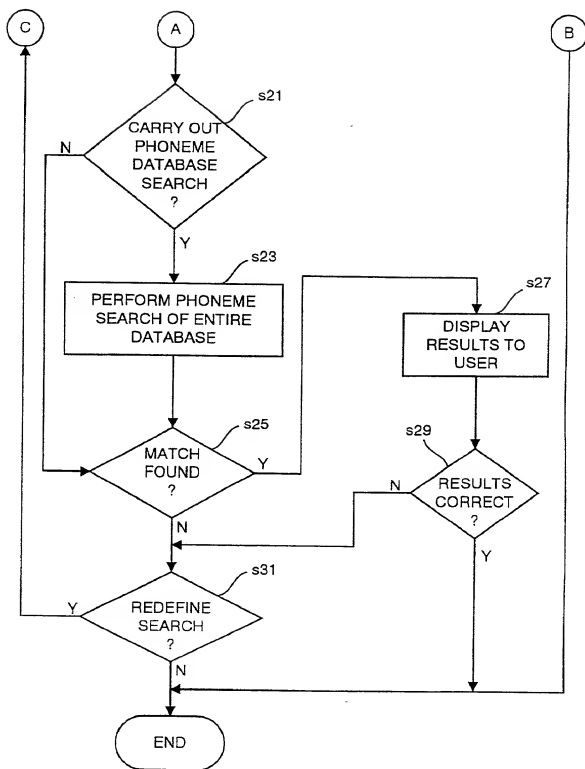 C
A
B
s21
N
CARRY OUT
PHONEME
DATABASE
SEARCH
?
Y
s23
PERFORM PHONEME
SEARCH OF ENTIRE
DATABASE
s27
DISPLAY
RESULTS TO
USER
s25
MATCH
FOUND
?
Y
N
s29
N
RESULTS
CORRECT
?
Y
s31
Y
REDEFINE
SEARCH
?
N
END